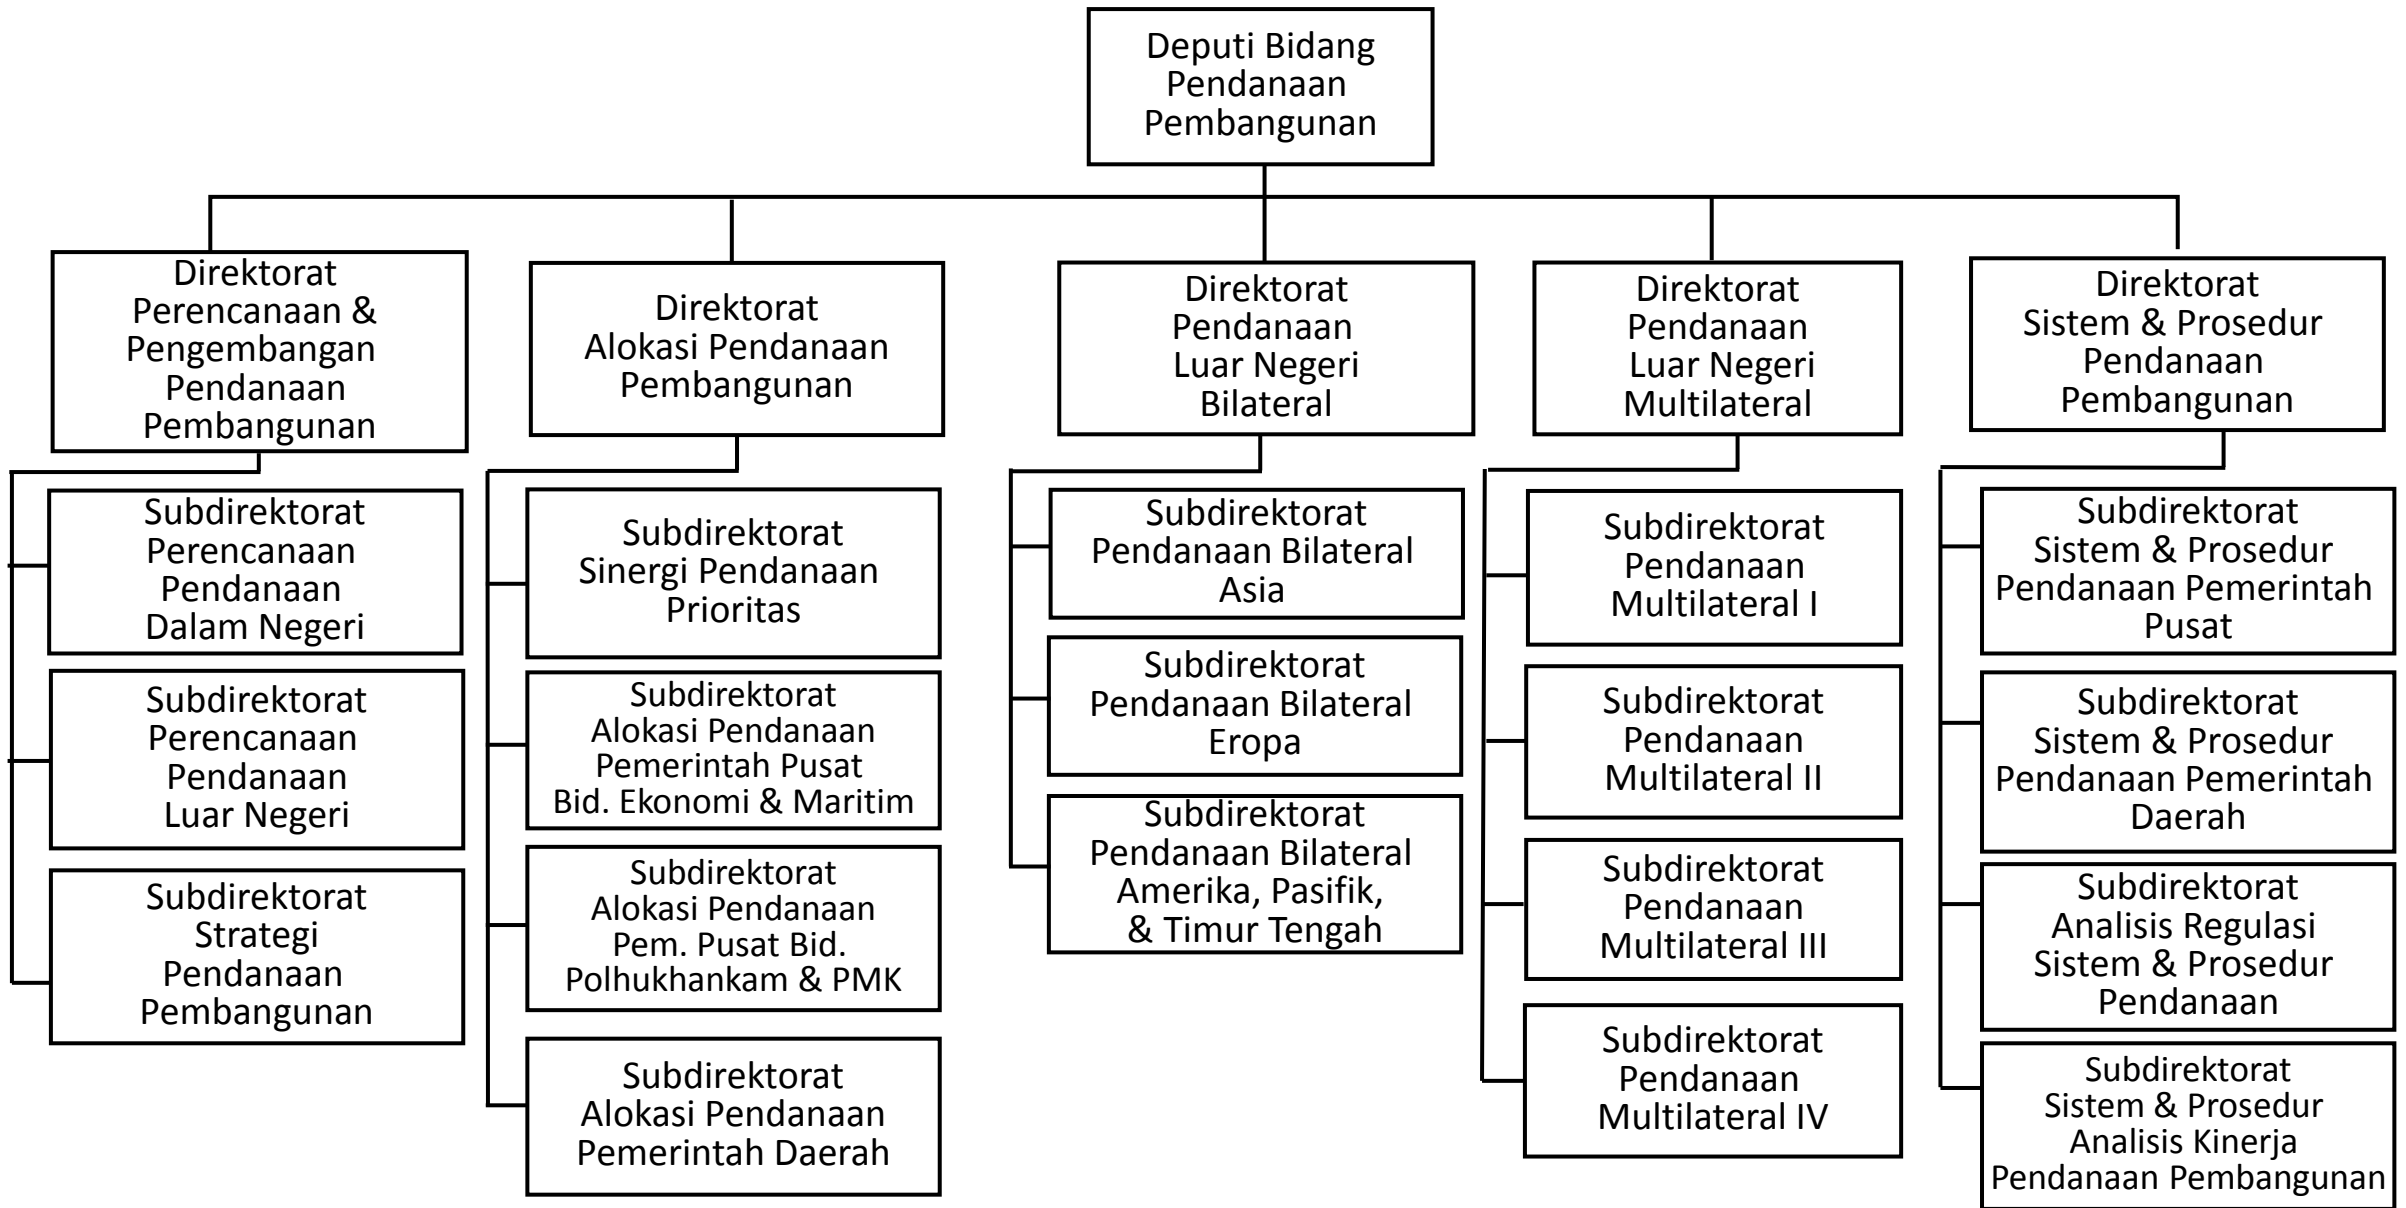 Deputi Bidang
Pendanaan
Pembangunan
Direktorat
Perencanaan &
Pengembangan
Pendanaan
Pembangunan
Subdirektorat
Perencanaan
Pendanaan
Dalam Negeri
Subdirektorat
Perencanaan
Pendanaan
Luar Negeri
Subdirektorat
Strategi
Pendanaan
Pembangunan
Direktorat
Alokasi Pendanaan
Pembangunan
Subdirektorat
Sinergi Pendanaan
Prioritas
Subdirektorat
Alokasi Pendanaan
Pemerintah Pusat
Bid. Ekonomi & Maritim
Subdirektorat
Alokasi Pendanaan
Pem. Pusat Bid.
Polhukhankam & PMK
Subdirektorat
Alokasi Pendanaan
Pemerintah Daerah
Direktorat
Pendanaan
Luar Negeri
Bilateral
Subdirektorat
Pendanaan Bilateral
Asia
Subdirektorat
Pendanaan Bilateral
Eropa
Subdirektorat
Pendanaan Bilateral
Amerika, Pasifik,
& Timur Tengah
Direktorat
Pendanaan
Luar Negeri
Multilateral
Subdirektorat
Pendanaan
Multilateral I
Subdirektorat
Pendanaan
Multilateral II
Subdirektorat
Pendanaan
Multilateral III
Subdirektorat
Pendanaan
Multilateral IV
Direktorat
Sistem & Prosedur
Pendanaan
Pembangunan
Subdirektorat
Sistem & Prosedur
Pendanaan Pemerintah
Pusat
Subdirektorat
Sistem & Prosedur
Pendanaan Pemerintah
Daerah
Subdirektorat
Analisis Regulasi
Sistem & Prosedur
Pendanaan
Subdirektorat
Sistem & Prosedur
Analisis Kinerja
Pendanaan Pembangunan